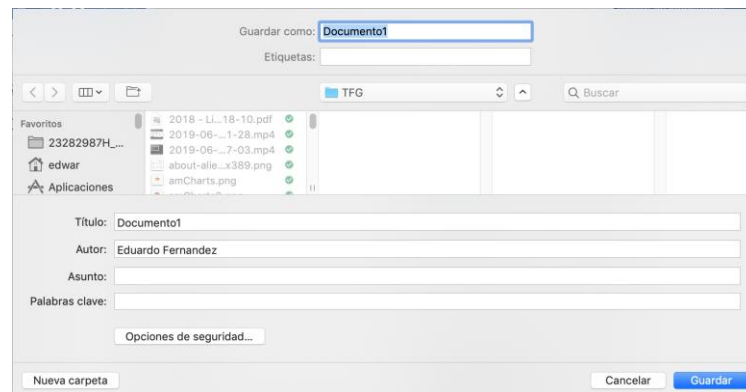 Guardar como: Documento1
Etiquetas:
TFG
Buscar
Favoritos
23282987H_...
edwar
Aplicaciones
2018 - Li...18-10.pdf
2019-06-...1-28.mp4
2019-06-...7-03.mp4
about-alie...x389.png
amCharts.png
Título: Documento1
Autor: Eduardo Fernandez
Asunto:
Palabras clave:
Opciones de seguridad...
Nueva carpeta
Cancelar
Guardar